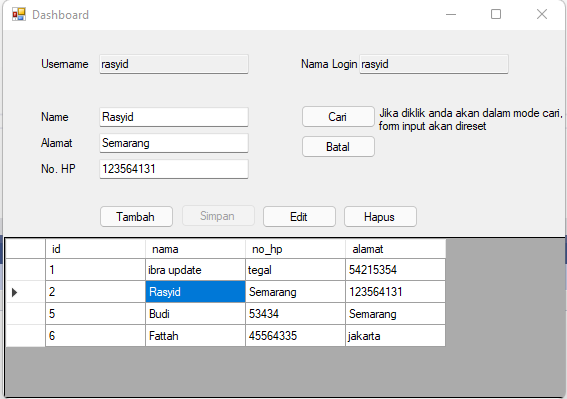 Dashboard
Username rasyid Nama Login rasyid
Name Rasyid Cari Jika diklik anda akan dalam mode cari,
form input akan direset
Alamat Semarang Batal
No. HP 123564131
Tambah Simpan Edit Hapus
id nama no_hp alamat
1 ibra update tegal 54215354
2 Rasyid Semarang 123564131
5 Budi 53434 Semarang
6 Fattah 45564335 jakarta